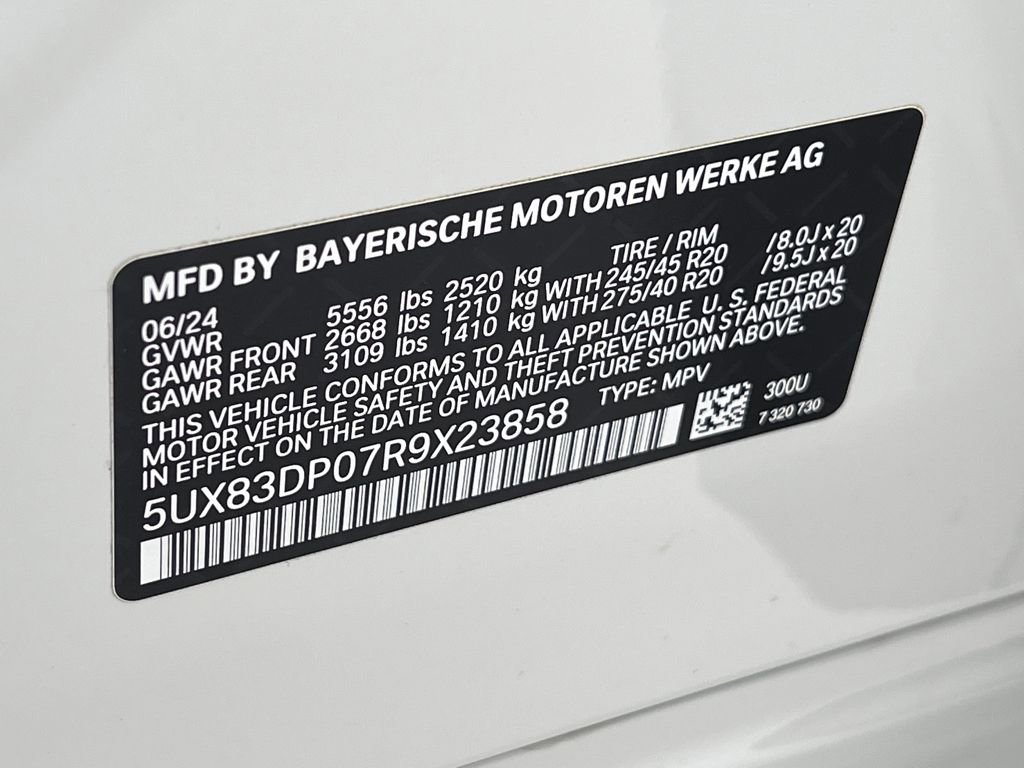 MFD BY BAYERISCHE MOTOREN WERKE AG
06/24 TIRE / RIM
GVWR 5556 lbs 2520 kg
GAWR FRONT 2668 lbs 1210 kg WITH 245/45 R20 /8.0J x 20
GAWR REAR 3109 lbs 1410 kg WITH 275/40 R20 /9.5J x 20
THIS VEHICLE CONFORMS TO ALL APPLICABLE U. S. FEDERAL
MOTOR VEHICLE SAFETY AND THEFT PREVENTION STANDARDS
IN EFFECT ON THE DATE OF MANUFACTURE SHOWN ABOVE.
5UX83DP07R9X23858 TYPE: MPV 300U
7 320 730